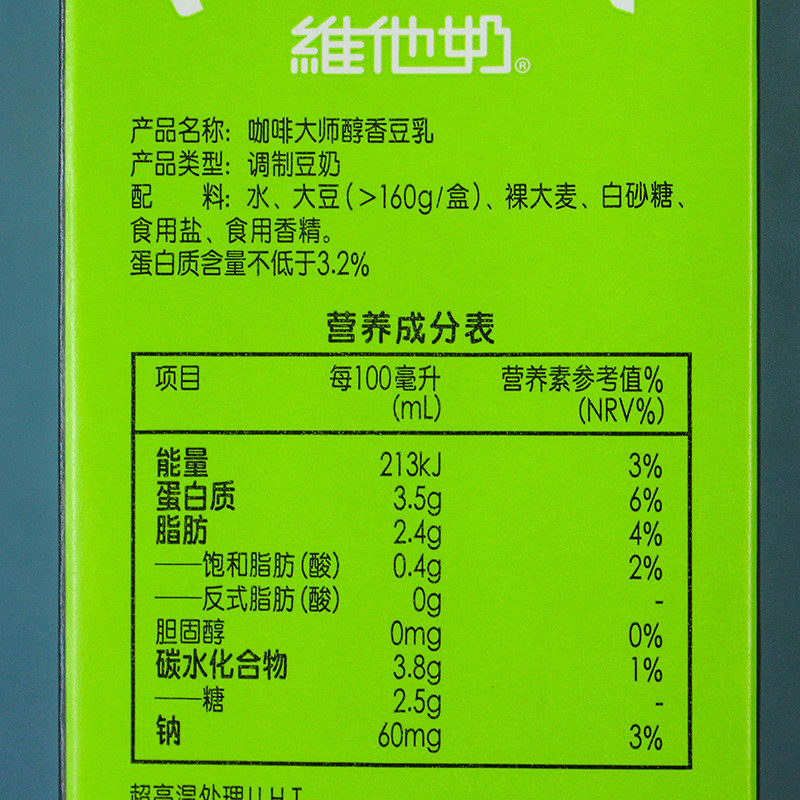 維他奶®
产品名称: 咖啡大师醇香豆乳
产品类型: 调制豆奶
配 料: 水、大豆(>160g/盒)、裸大麦、白砂糖、
食用盐、食用香精。
蛋白质含量不低于3.2%
营养成分表
项目 每100毫升 营养素参考值%
(mL) (NRV%)
能量 213kJ 3%
蛋白质 3.5g 6%
脂肪 2.4g 4%
——饱和脂肪(酸) 0.4g 2%
——反式脂肪(酸) 0g -
胆固醇 0mg 0%
碳水化合物 3.8g 1%
——糖 2.5g -
钠 60mg 3%
超高温处理U.H.T